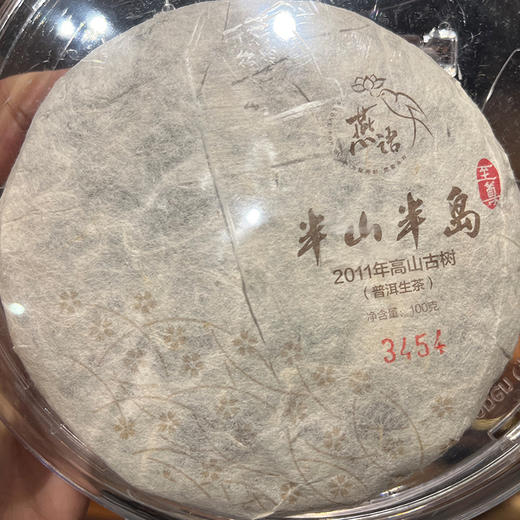 燕语
至尊
半山半岛
2011年高山古树
（普洱生茶）
净含量：100克
3454